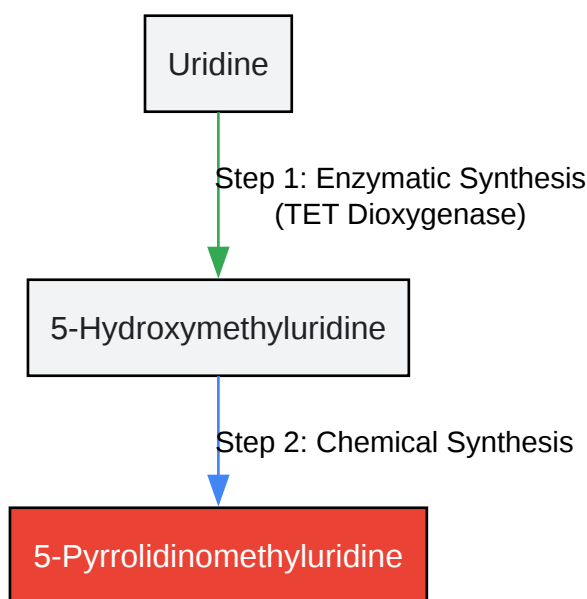 Uridine
Step 1: Enzymatic Synthesis
(TET Dioxygenase)
5-Hydroxymethyluridine
Step 2: Chemical Synthesis
5-Pyrrolidinomethyluridine